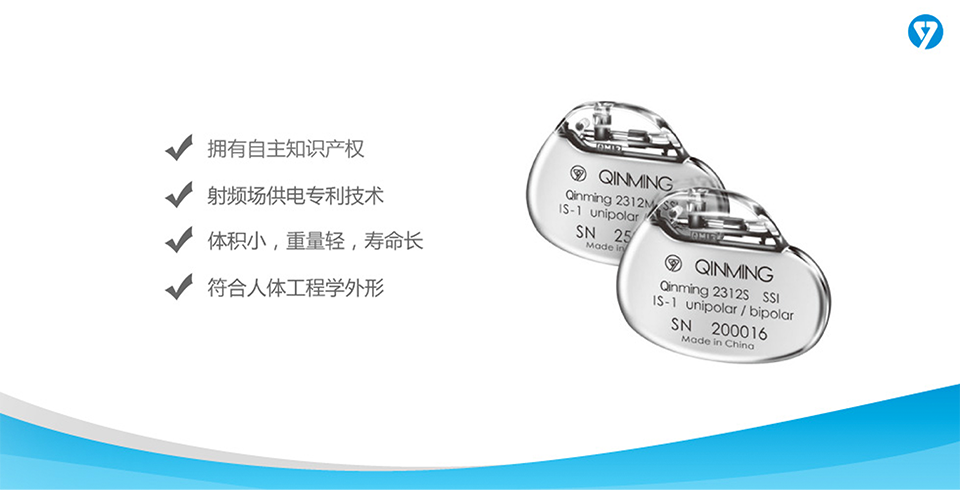 拥有自主知识产权
射频场供电专利技术
体积小，重量轻，寿命长
符合人体工程学外形
QINMING
Qinming 2312M SSI
IS-1 unipolar /
SN 25
Made in
QINMING
Qinming 2312S SSI
IS-1 unipolar / bipolar
SN 200016
Made in China